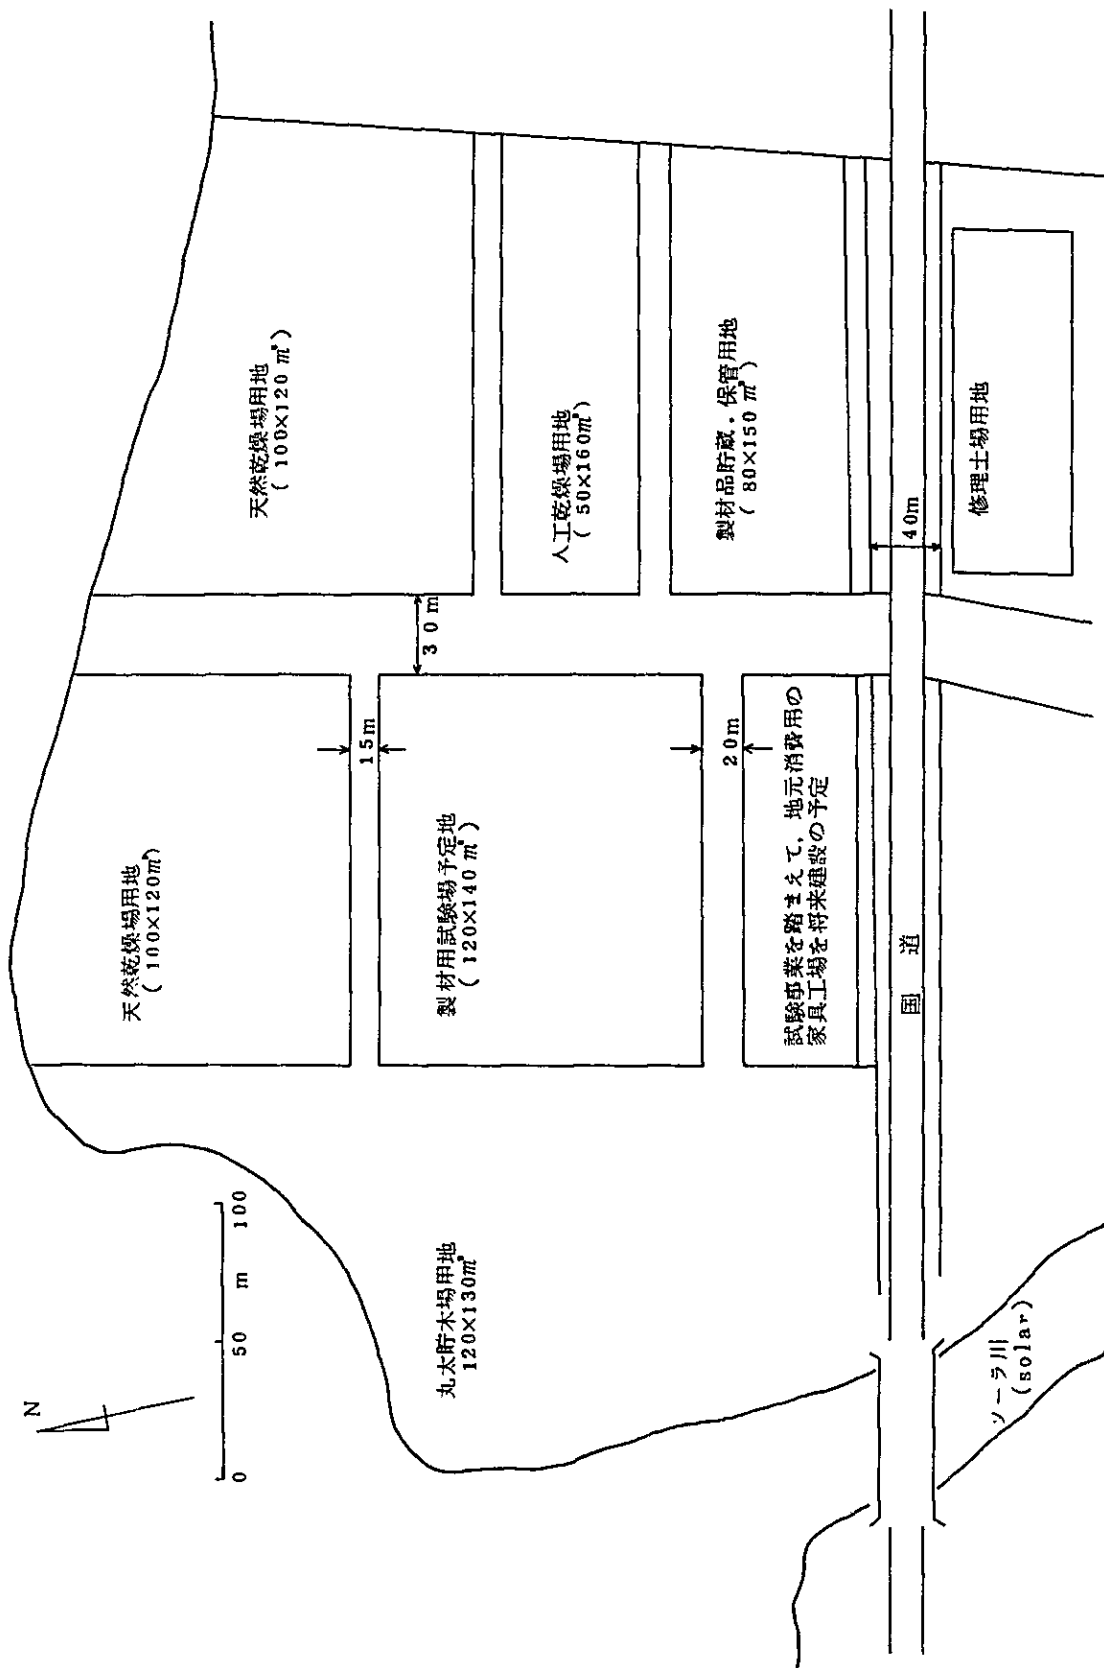 N
0 50 m 100
天然乾燥場用地
(100×120㎡)
15m
製材用試験場予定地
(120×140㎡)
20m
試験事業を踏まえて，地元消費用の
家具工場を将来建設の予定
丸太貯木場用地
120×130㎡
30m
天然乾燥場用地
(100×120㎡)
人工乾燥場用地
(50×160㎡)
製材品貯蔵．保管用地
(80×150㎡)
40m
国道
修理土場用地
ソーラ川
(solar)